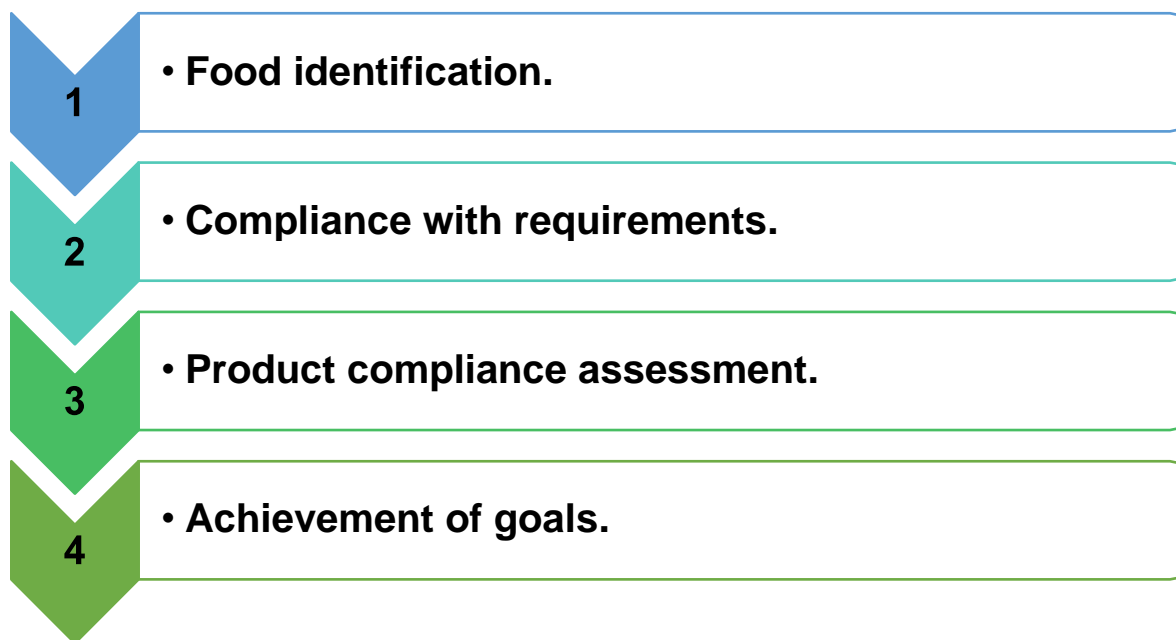 1
• Food identification.
2
• Compliance with requirements.
3
• Product compliance assessment.
4
• Achievement of goals.